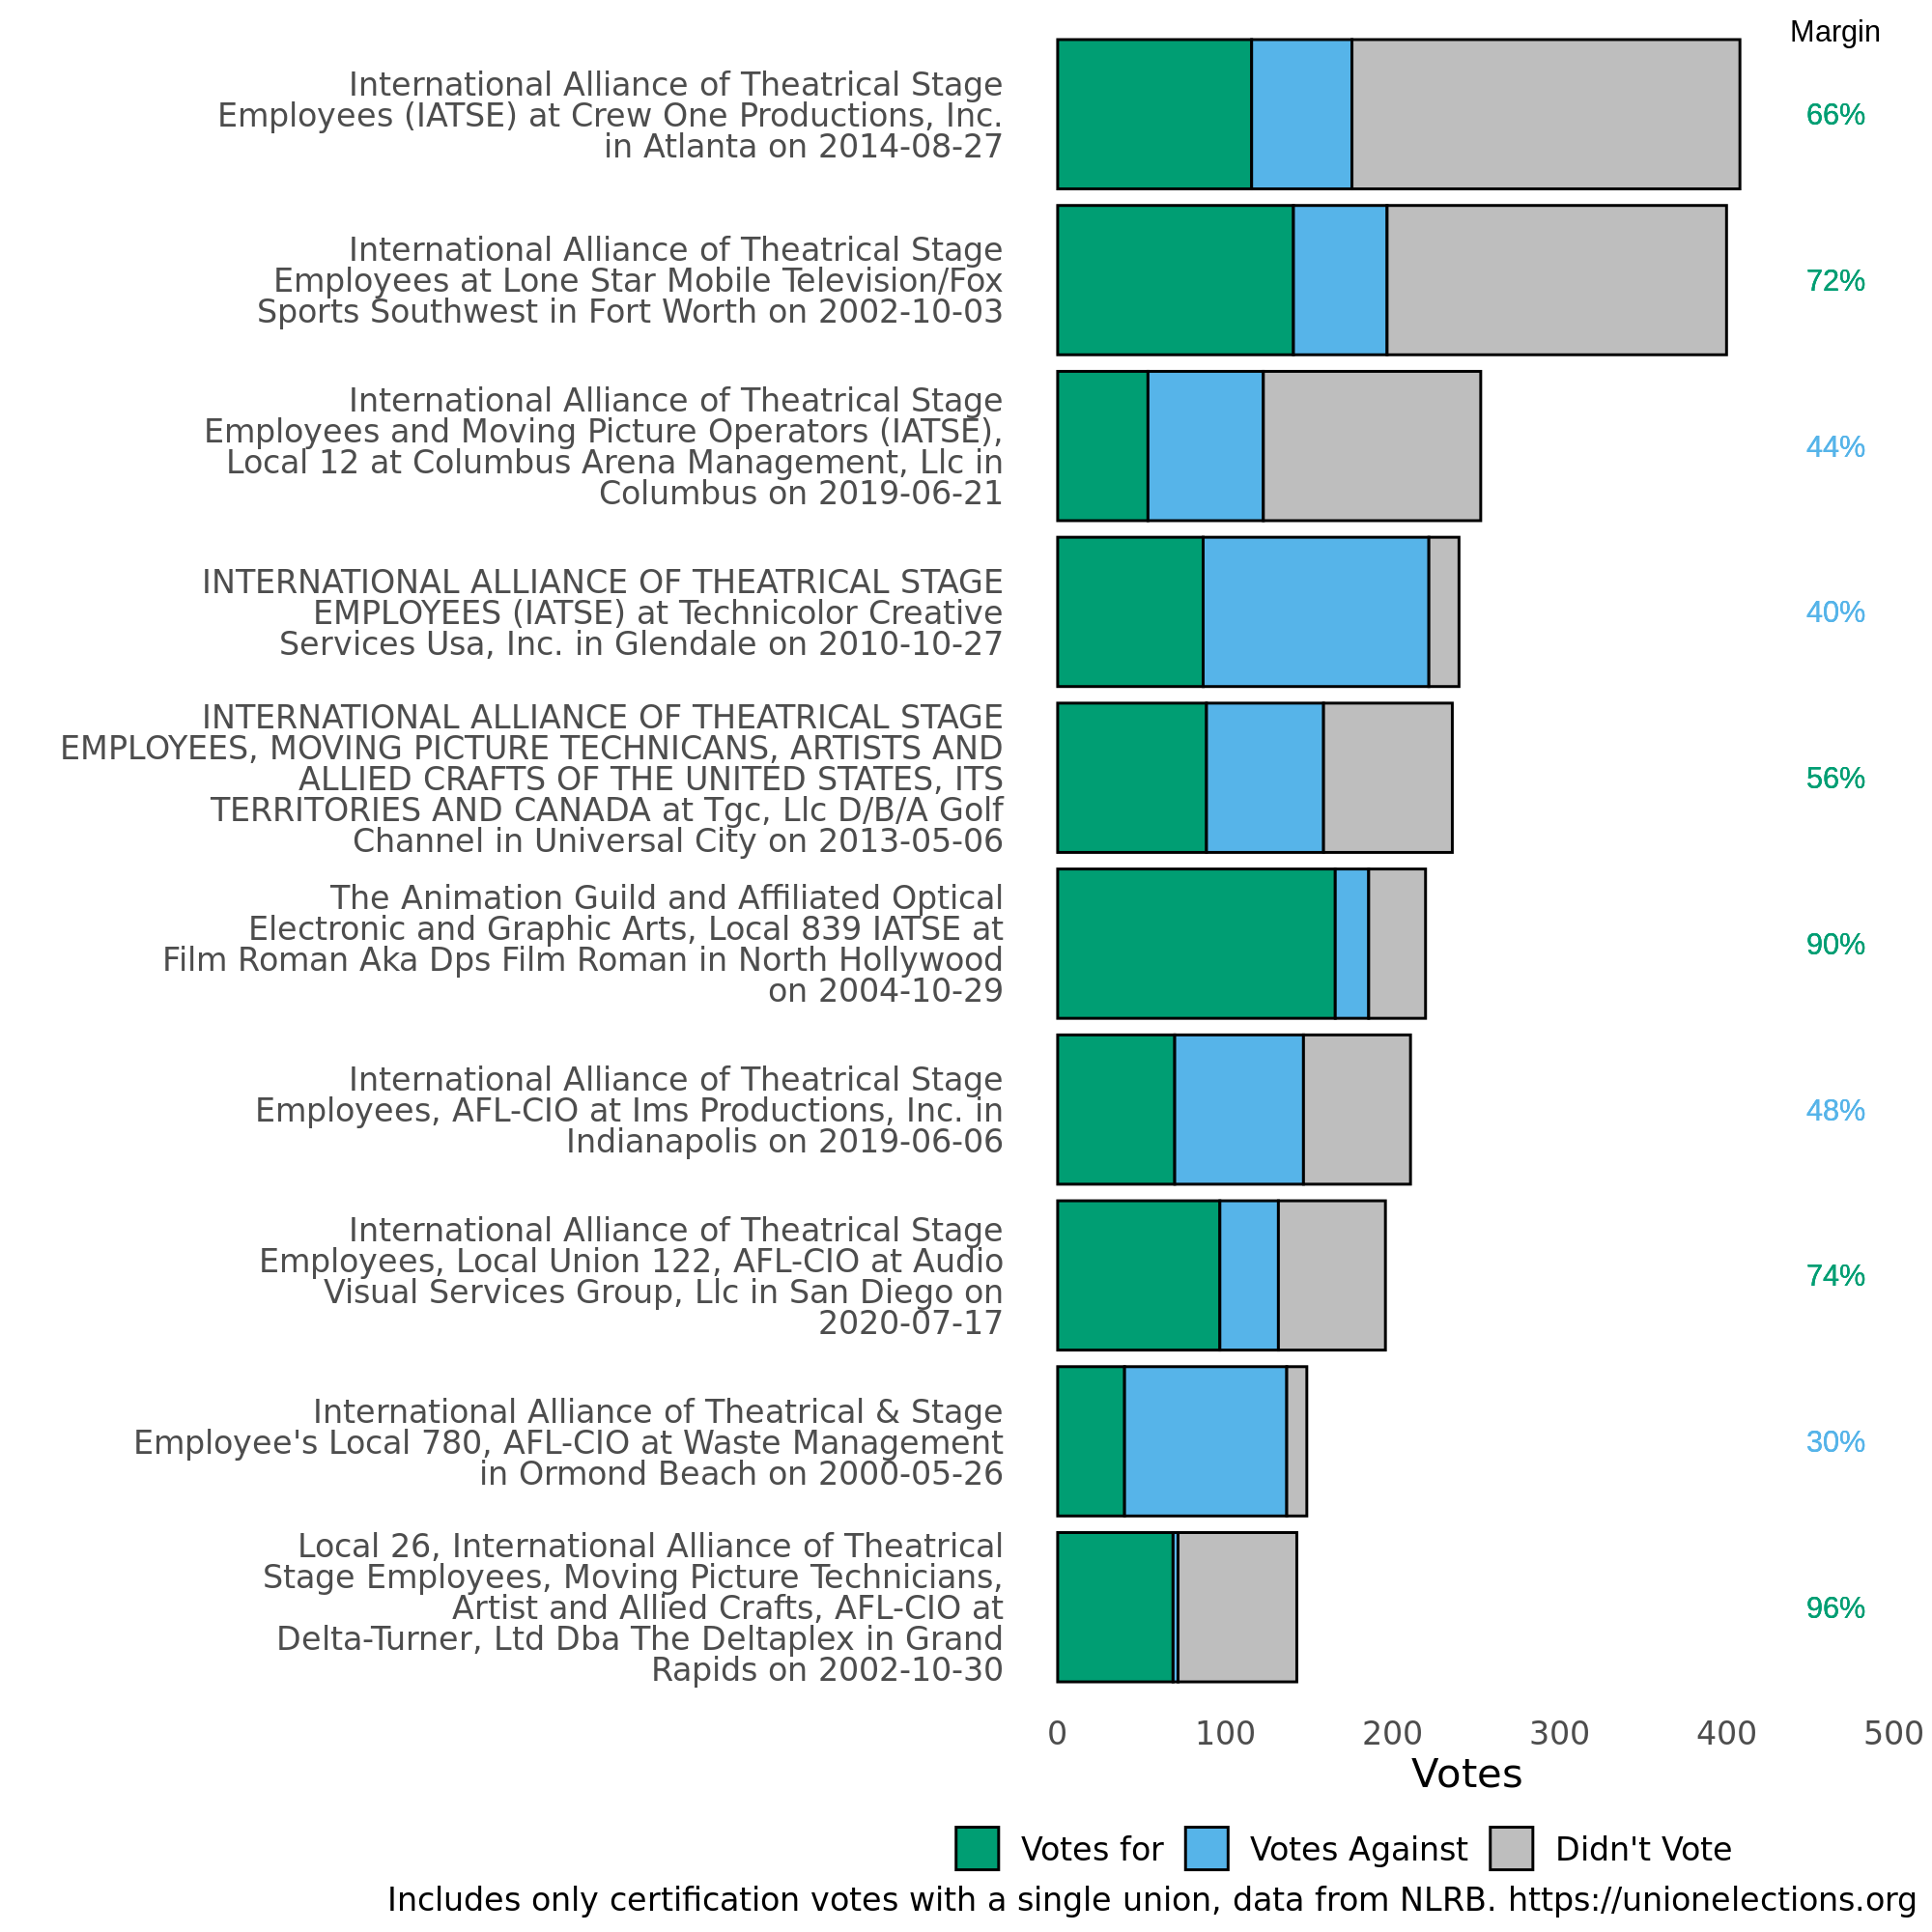 Margin
International Alliance of Theatrical Stage
Employees (IATSE) at Crew One Productions, Inc.
in Atlanta on 2014-08-27
66%
International Alliance of Theatrical Stage
Employees at Lone Star Mobile Television/Fox
Sports Southwest in Fort Worth on 2002-10-03
72%
International Alliance of Theatrical Stage
Employees and Moving Picture Operators (IATSE),
Local 12 at Columbus Arena Management, Llc in
Columbus on 2019-06-21
44%
INTERNATIONAL ALLIANCE OF THEATRICAL STAGE
EMPLOYEES (IATSE) at Technicolor Creative
Services Usa, Inc. in Glendale on 2010-10-27
40%
INTERNATIONAL ALLIANCE OF THEATRICAL STAGE
EMPLOYEES, MOVING PICTURE TECHNICANS, ARTISTS AND
ALLIED CRAFTS OF THE UNITED STATES, ITS
TERRITORIES AND CANADA at Tgc, Llc D/B/A Golf
Channel in Universal City on 2013-05-06
56%
The Animation Guild and Affiliated Optical
Electronic and Graphic Arts, Local 839 IATSE at
Film Roman Aka Dps Film Roman in North Hollywood
on 2004-10-29
90%
International Alliance of Theatrical Stage
Employees, AFL-CIO at Ims Productions, Inc. in
Indianapolis on 2019-06-06
48%
International Alliance of Theatrical Stage
Employees, Local Union 122, AFL-CIO at Audio
Visual Services Group, Llc in San Diego on
2020-07-17
74%
International Alliance of Theatrical & Stage
Employee's Local 780, AFL-CIO at Waste Management
in Ormond Beach on 2000-05-26
30%
Local 26, International Alliance of Theatrical
Stage Employees, Moving Picture Technicians,
Artist and Allied Crafts, AFL-CIO at
Delta-Turner, Ltd Dba The Deltaplex in Grand
Rapids on 2002-10-30
96%
0 100 200 300 400 500
Votes
Votes for Votes Against Didn't Vote
Includes only certification votes with a single union, data from NLRB. https://unionelections.org